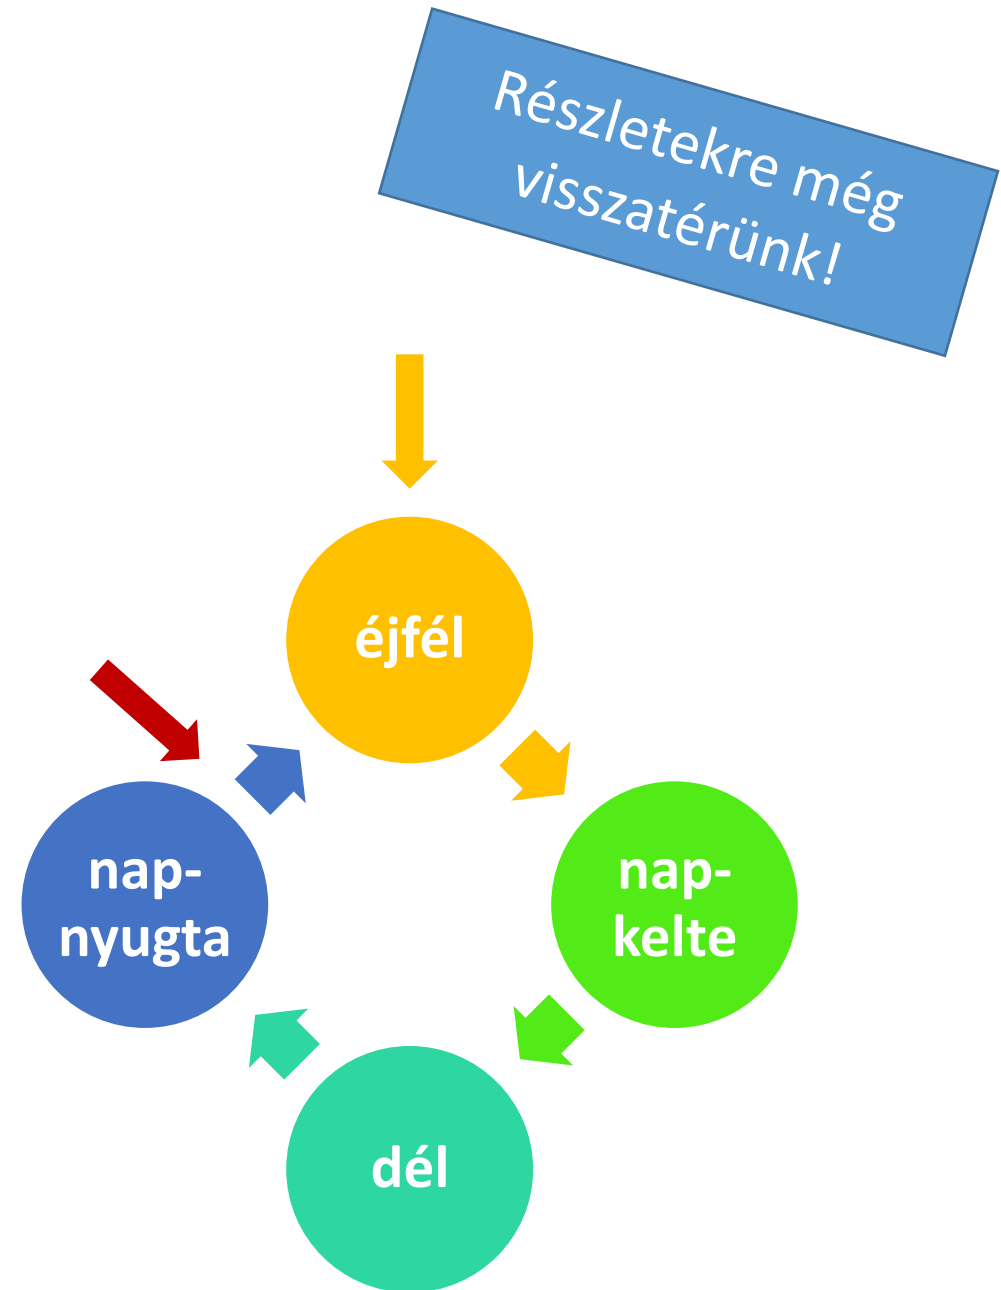 Részletekre még
visszatérünk!
éjfél
nap-
nyugta
nap-
kelte
dél